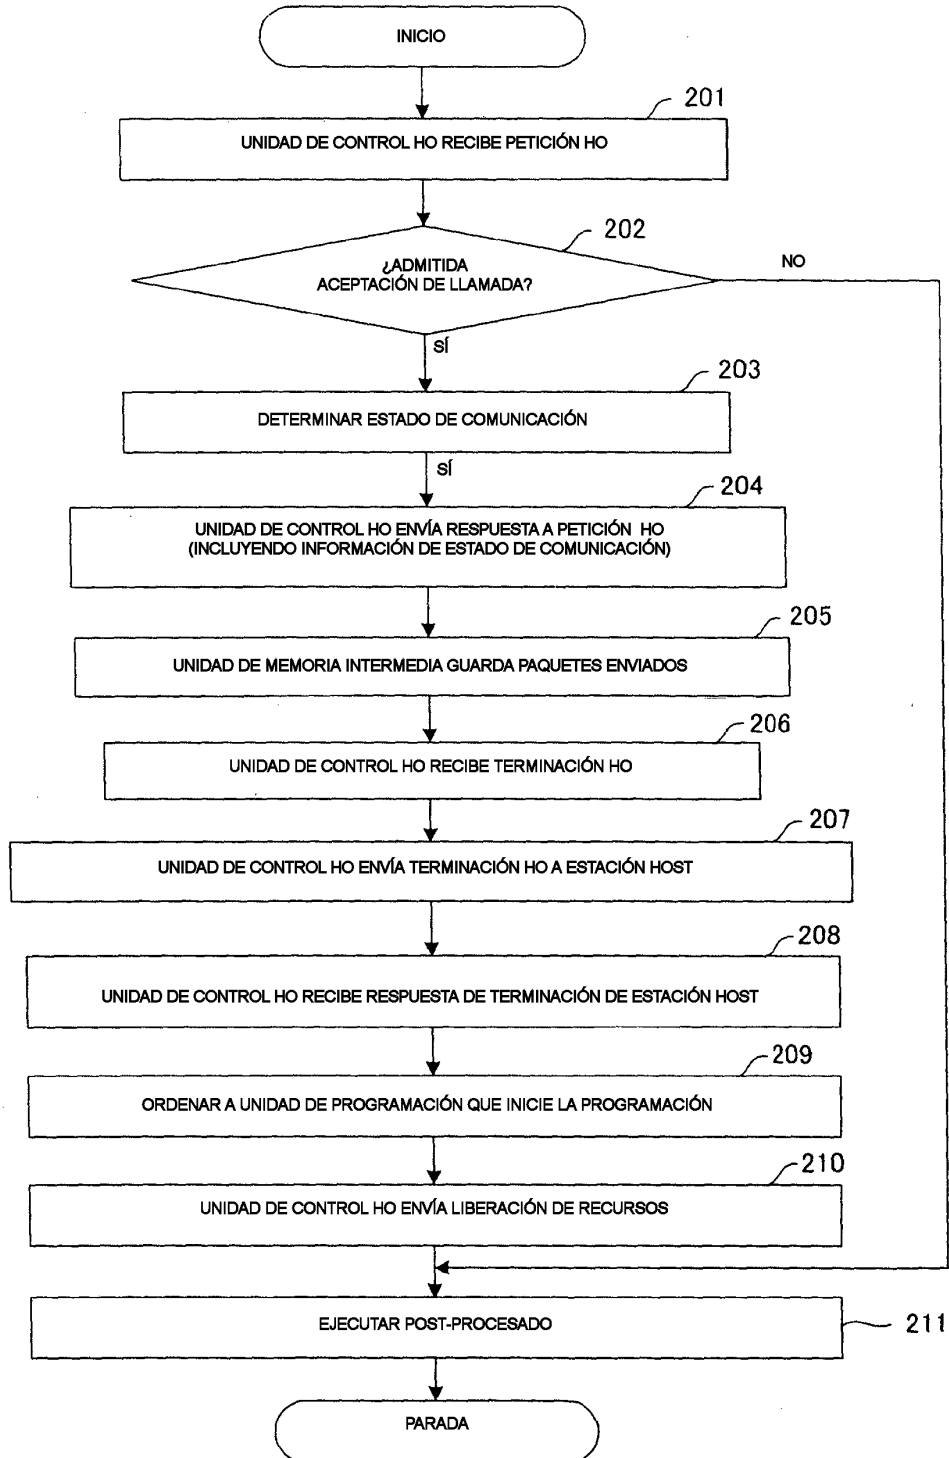 INICIO
201
UNIDAD DE CONTROL HO RECIBE PETICIÓN HO
202
¿ADMITIDA
ACEPTACIÓN DE LLAMADA?
NO
SÍ
203
DETERMINAR ESTADO DE COMUNICACIÓN
SÍ
204
UNIDAD DE CONTROL HO ENVÍA RESPUESTA A PETICIÓN HO
(INCLUYENDO INFORMACIÓN DE ESTADO DE COMUNICACIÓN)
205
UNIDAD DE MEMORIA INTERMEDIA GUARDA PAQUETES ENVIADOS
206
UNIDAD DE CONTROL HO RECIBE TERMINACIÓN HO
207
UNIDAD DE CONTROL HO ENVÍA TERMINACIÓN HO A ESTACIÓN HOST
208
UNIDAD DE CONTROL HO RECIBE RESPUESTA DE TERMINACIÓN DE ESTACIÓN HOST
209
ORDENAR A UNIDAD DE PROGRAMACIÓN QUE INICIE LA PROGRAMACIÓN
210
UNIDAD DE CONTROL HO ENVÍA LIBERACIÓN DE RECURSOS
EJECUTAR POST-PROCESADO
211
PARADA